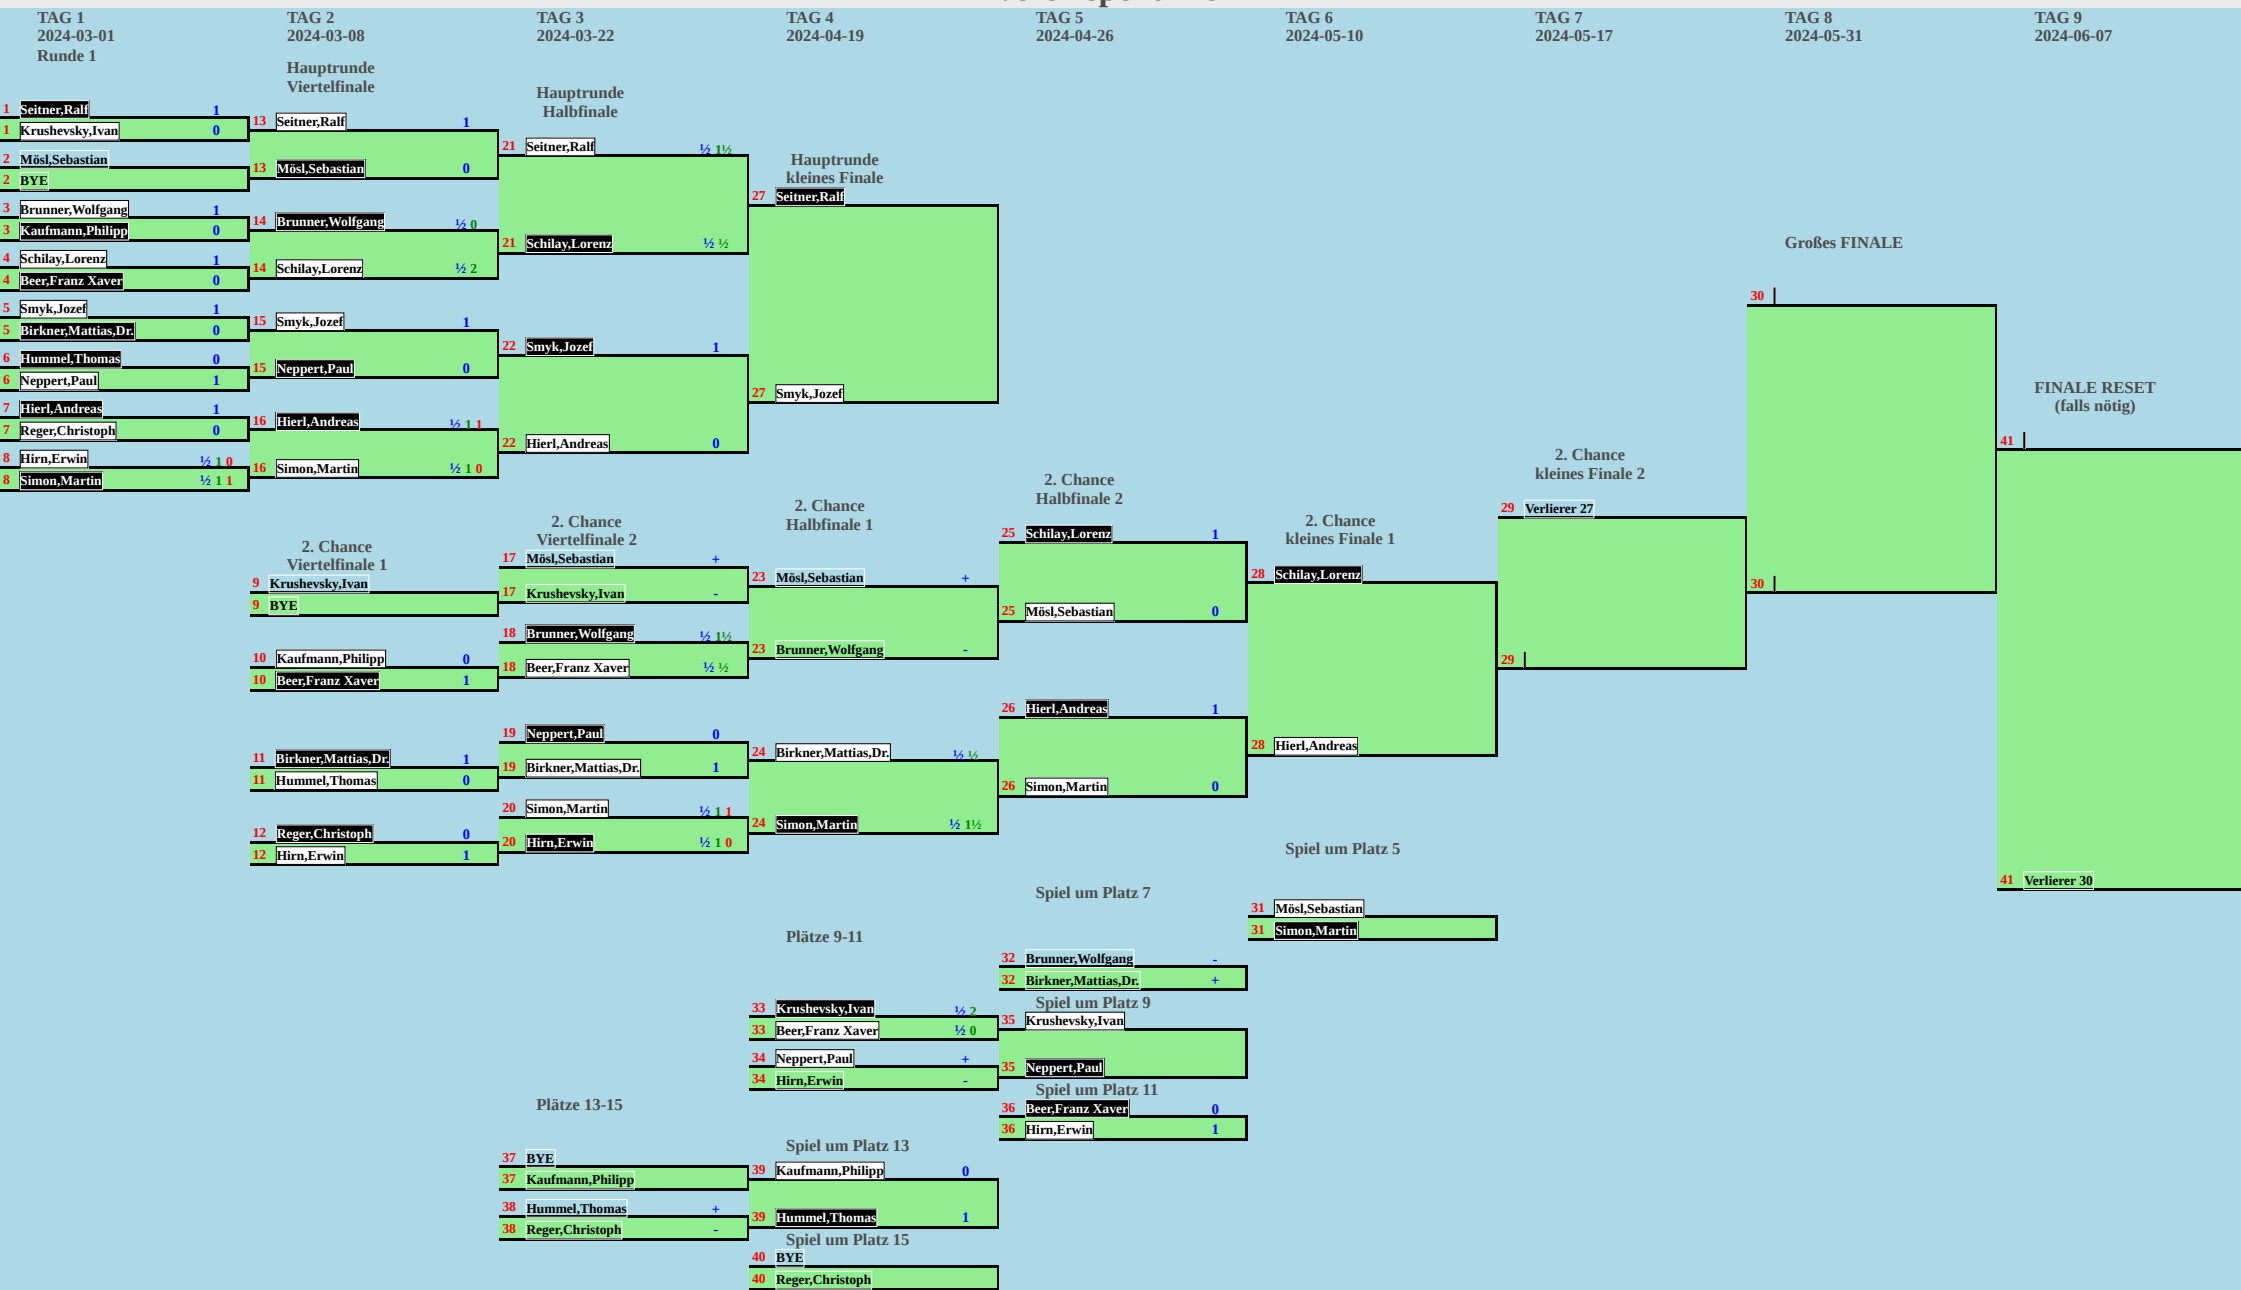 TAG 1
2024-03-01
Runde 1
1 Seitner,Ralf 1
1 Krushevsky,Ivan 0
2 Mösl,Sebastian
2 BYE
3 Brunner,Wolfgang 1
3 Kaufmann,Philipp 0
4 Schilay,Lorenz 1
4 Beer,Franz Xaver 0
5 Smyk,Jozef 1
5 Birkner,Mattias,Dr. 0
6 Hummel,Thomas 0
6 Neppert,Paul 1
7 Hierl,Andreas 1
7 Reger,Christoph 0
8 Hirn,Erwin ½ 1 0
8 Simon,Martin ½ 1 1
TAG 2
2024-03-08
Hauptrunde
Viertelfinale
13 Seitner,Ralf 1
13 Mösl,Sebastian 0
14 Brunner,Wolfgang ½ 0
14 Schilay,Lorenz ½ 2
15 Smyk,Jozef 1
15 Neppert,Paul 0
16 Hierl,Andreas ½ 1 1
16 Simon,Martin ½ 1 0
2. Chance
Viertelfinale 1
9 Krushevsky,Ivan
9 BYE
10 Kaufmann,Philipp 0
10 Beer,Franz Xaver 1
11 Birkner,Mattias,Dr. 1
11 Hummel,Thomas 0
12 Reger,Christoph 0
12 Hirn,Erwin 1
TAG 3
2024-03-22
Hauptrunde
Halbfinale
21 Seitner,Ralf ½ 1½
21 Schilay,Lorenz ½ ½
22 Smyk,Jozef 1
22 Hierl,Andreas 0
2. Chance
Viertelfinale 2
17 Mösl,Sebastian +
17 Krushevsky,Ivan -
18 Brunner,Wolfgang ½ 1½
18 Beer,Franz Xaver ½ ½
19 Neppert,Paul 0
19 Birkner,Mattias,Dr. 1
20 Simon,Martin ½ 1 1
20 Hirn,Erwin ½ 1 0
Plätze 13-15
37 BYE
37 Kaufmann,Philipp
38 Hummel,Thomas +
38 Reger,Christoph -
TAG 4
2024-04-19
Hauptrunde
kleines Finale
27 Seitner,Ralf
27 Smyk,Jozef
2. Chance
Halbfinale 1
23 Mösl,Sebastian +
23 Brunner,Wolfgang -
24 Birkner,Mattias,Dr. ½ ½
24 Simon,Martin ½ 1½
Plätze 9-11
33 Krushevsky,Ivan ½ 2
33 Beer,Franz Xaver ½ 0
34 Neppert,Paul +
34 Hirn,Erwin -
Spiel um Platz 13
39 Kaufmann,Philipp 0
39 Hummel,Thomas 1
Spiel um Platz 15
40 BYE
40 Reger,Christoph
TAG 5
2024-04-26
2. Chance
Halbfinale 2
25 Schilay,Lorenz 1
25 Mösl,Sebastian 0
26 Hierl,Andreas 1
26 Simon,Martin 0
Spiel um Platz 7
32 Brunner,Wolfgang -
32 Birkner,Mattias,Dr. +
Spiel um Platz 9
35 Krushevsky,Ivan
35 Neppert,Paul
Spiel um Platz 11
36 Beer,Franz Xaver 0
36 Hirn,Erwin 1
TAG 6
2024-05-10
2. Chance
kleines Finale 1
28 Schilay,Lorenz
28 Hierl,Andreas
Spiel um Platz 5
31 Mösl,Sebastian
31 Simon,Martin
TAG 7
2024-05-17
2. Chance
kleines Finale 2
29 Verlierer 27
29
TAG 8
2024-05-31
Großes FINALE
30
30
TAG 9
2024-06-07
FINALE RESET
(falls nötig)
41
41 Verlierer 30